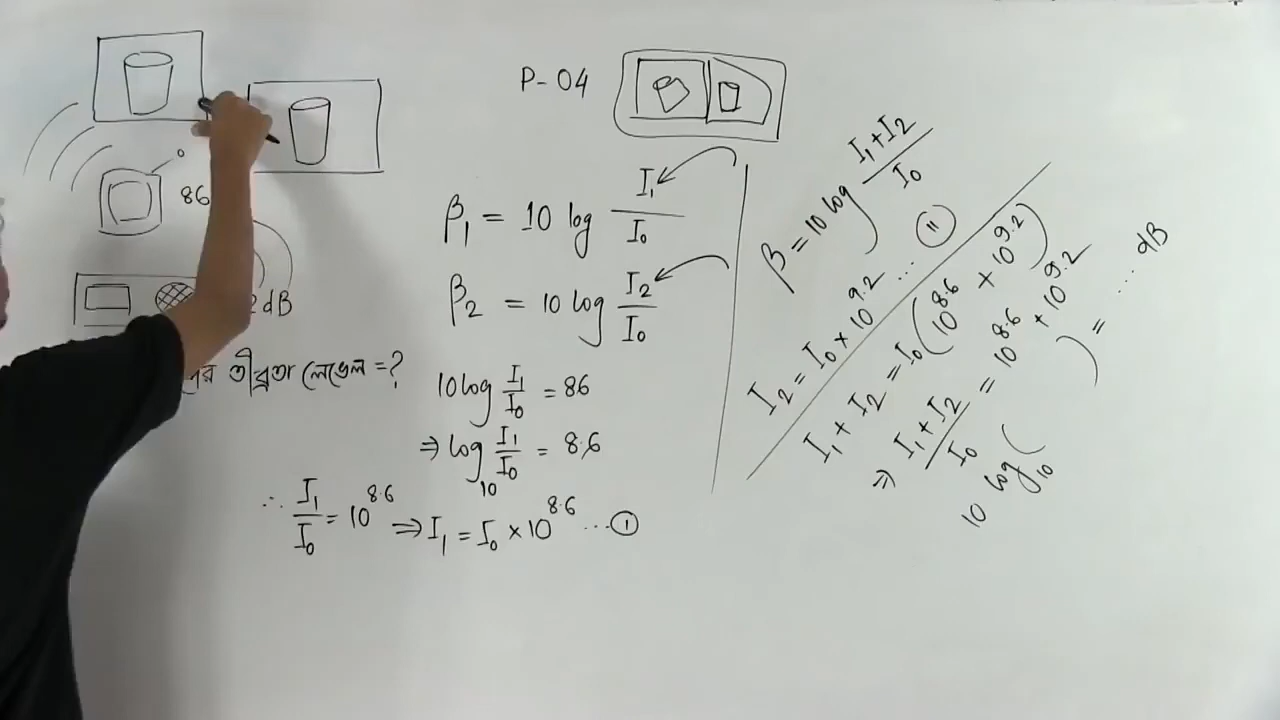 P-04
86
2dB
তীব্রতা লেভেল =?
β₁ = 10 log I₁/I₀
β₂ = 10 log I₂/I₀
10 log I₁/I₀ = 86
⇒ log₁₀ I₁/I₀ = 8.6
∴ I₁/I₀ = 10^8.6 ⇒ I₁ = I₀ × 10^8.6 ... ①
β = 10 log (I₁+I₂)/I₀
I₂ = I₀ × 10^9.2 ... ⑪
I₁ + I₂ = I₀ (10^8.6 + 10^9.2)
⇒ (I₁+I₂)/I₀ = 10^8.6 + 10^9.2
10 log₁₀ ( ) = ... dB